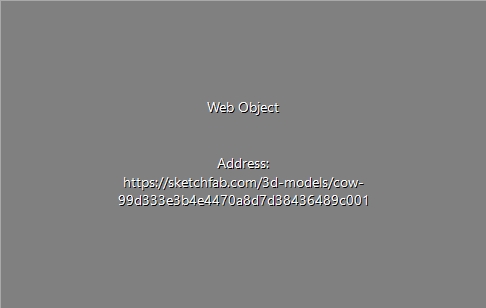 Web Object
Address:
https://sketchfab.com/3d-models/cow-
99d333e3b4e4470a8d7d38436489c001